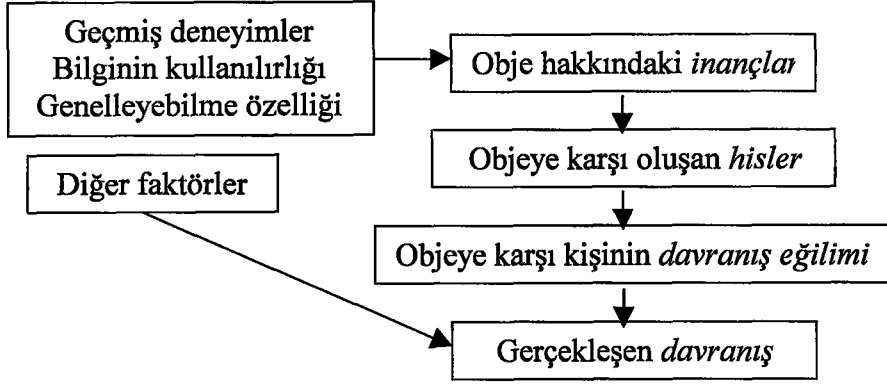 Geçmiş deneyimler
Bilginin kullanılırlığı
Genelleyebilme özelliği
Obje hakkındaki inançlar
Objeye karşı oluşan hisler
Diğer faktörler
Objeye karşı kişinin davranış eğilimi
Gerçekleşen davranış